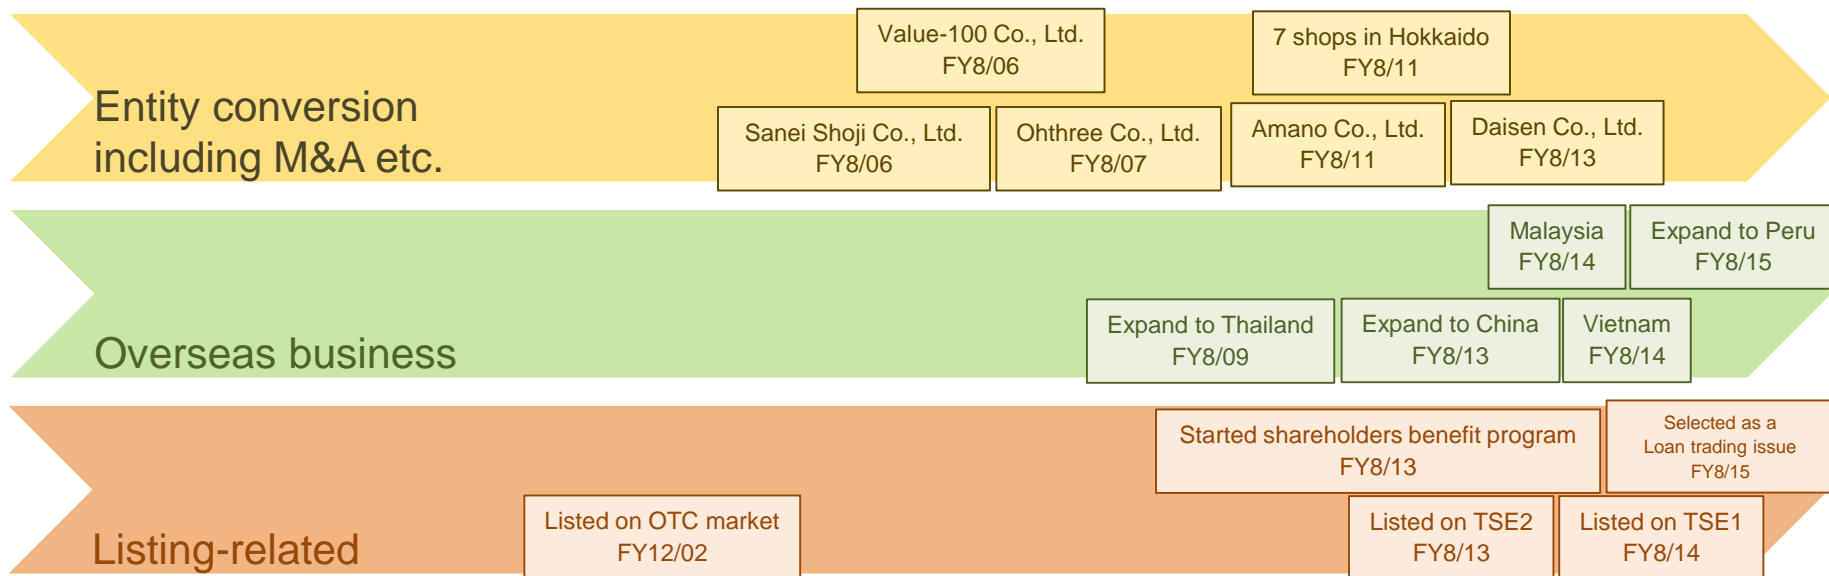 Entity conversion
including M&A etc.
Value-100 Co., Ltd.
FY8/06
7 shops in Hokkaido
FY8/11
Sanei Shoji Co., Ltd.
FY8/06
Ohthree Co., Ltd.
FY8/07
Amano Co., Ltd.
FY8/11
Daisen Co., Ltd.
FY8/13
Overseas business
Malaysia
FY8/14
Expand to Peru
FY8/15
Expand to Thailand
FY8/09
Expand to China
FY8/13
Vietnam
FY8/14
Listing-related
Started shareholders benefit program
FY8/13
Selected as a
Loan trading issue
FY8/15
Listed on OTC market
FY12/02
Listed on TSE2
FY8/13
Listed on TSE1
FY8/14